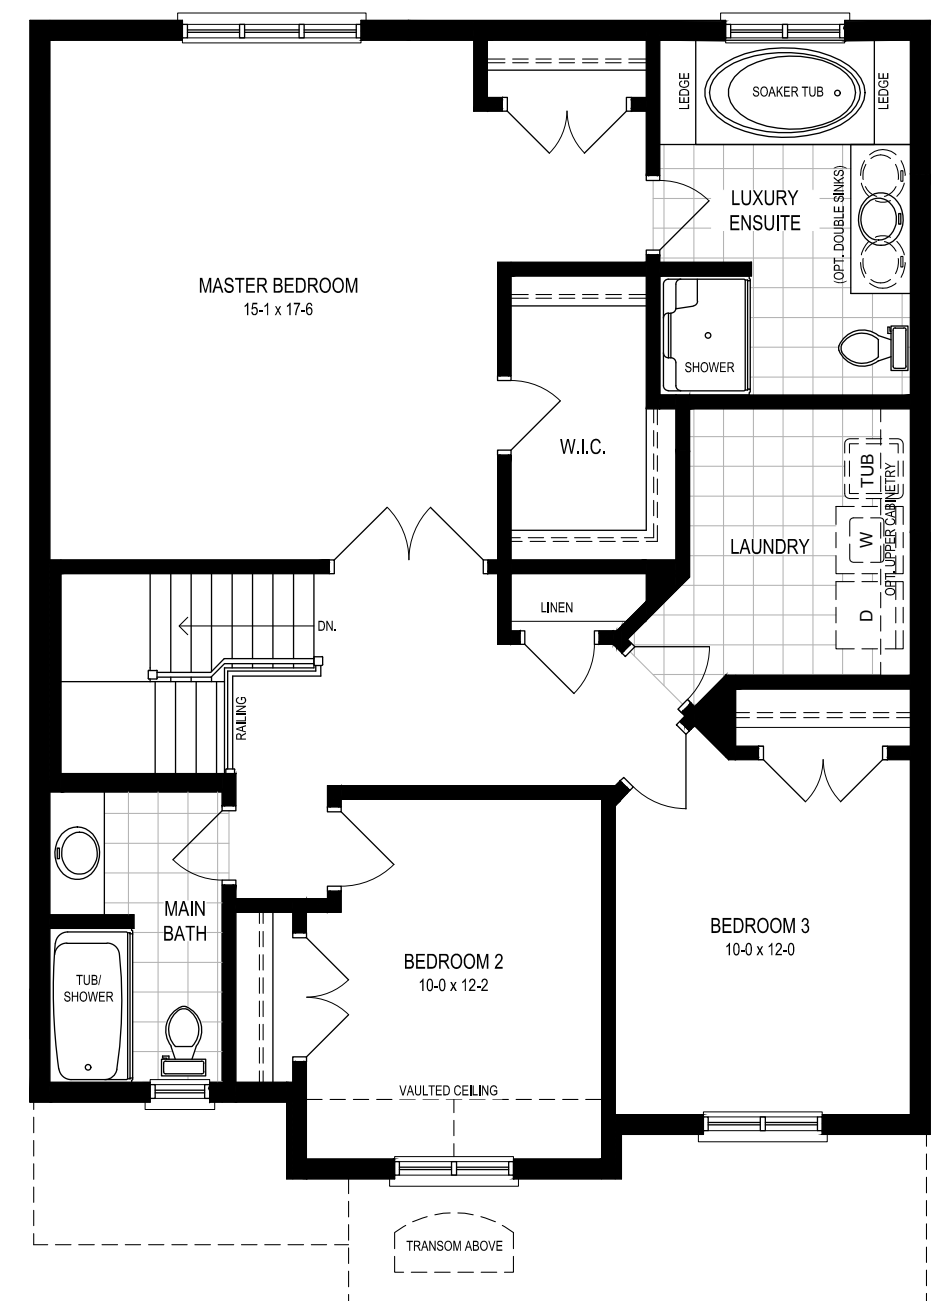 LEDGE
SOAKER TUB
LEDGE
LUXURY
ENSUITE
(OPT. DOUBLE SINKS)
MASTER BEDROOM
15-1 x 17-6
SHOWER
W.I.C.
TUB
OPT. UPPER CABINETRY
W
LAUNDRY
D
LINEN
DN.
RAILING
MAIN
BATH
BEDROOM 3
10-0 x 12-0
BEDROOM 2
10-0 x 12-2
TUB/
SHOWER
VAULTED CEILING
TRANSOM ABOVE